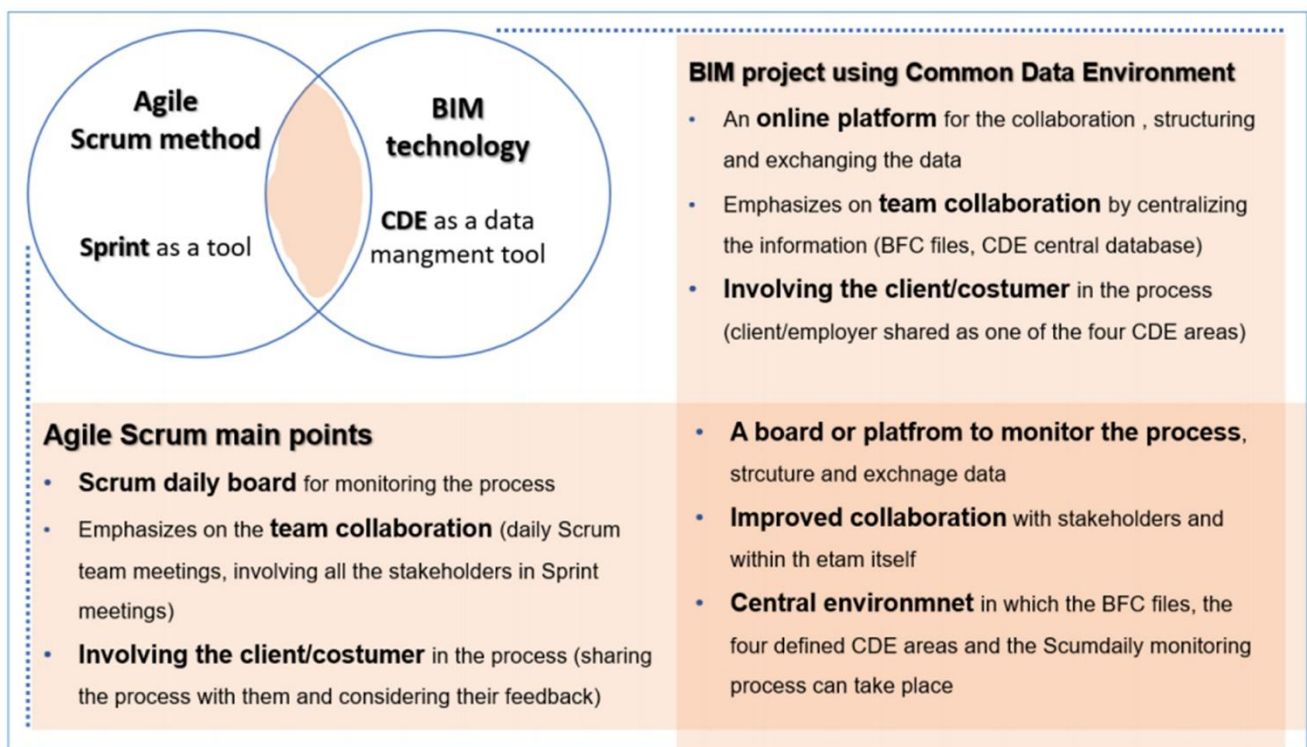 Agile
Scrum method
Sprint as a tool
BIM
technology
CDE as a data
mangment tool
BIM project using Common Data Environment
• An online platform for the collaboration , structuring
and exchanging the data
• Emphasizes on team collaboration by centralizing
the information (BFC files, CDE central database)
• Involving the client/costumer in the process
(client/employer shared as one of the four CDE areas)
Agile Scrum main points
• Scrum daily board for monitoring the process
• Emphasizes on the team collaboration (daily Scrum
team meetings, involving all the stakeholders in Sprint
meetings)
• Involving the client/costumer in the process (sharing
the process with them and considering their feedback)
• A board or platfrom to monitor the process,
strcuture and exchnage data
• Improved collaboration with stakeholders and
within th etam itself
• Central environmnet in which the BFC files, the
four defined CDE areas and the Scumdaily monitoring
process can take place